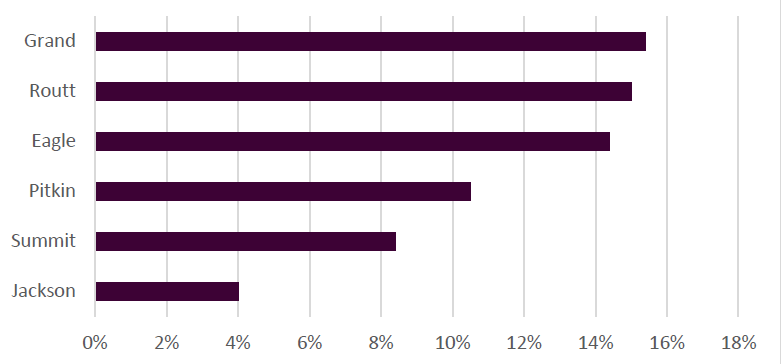 Grand
Routt
Eagle
Pitkin
Summit
Jackson
0% 2% 4% 6% 8% 10% 12% 14% 16% 18%